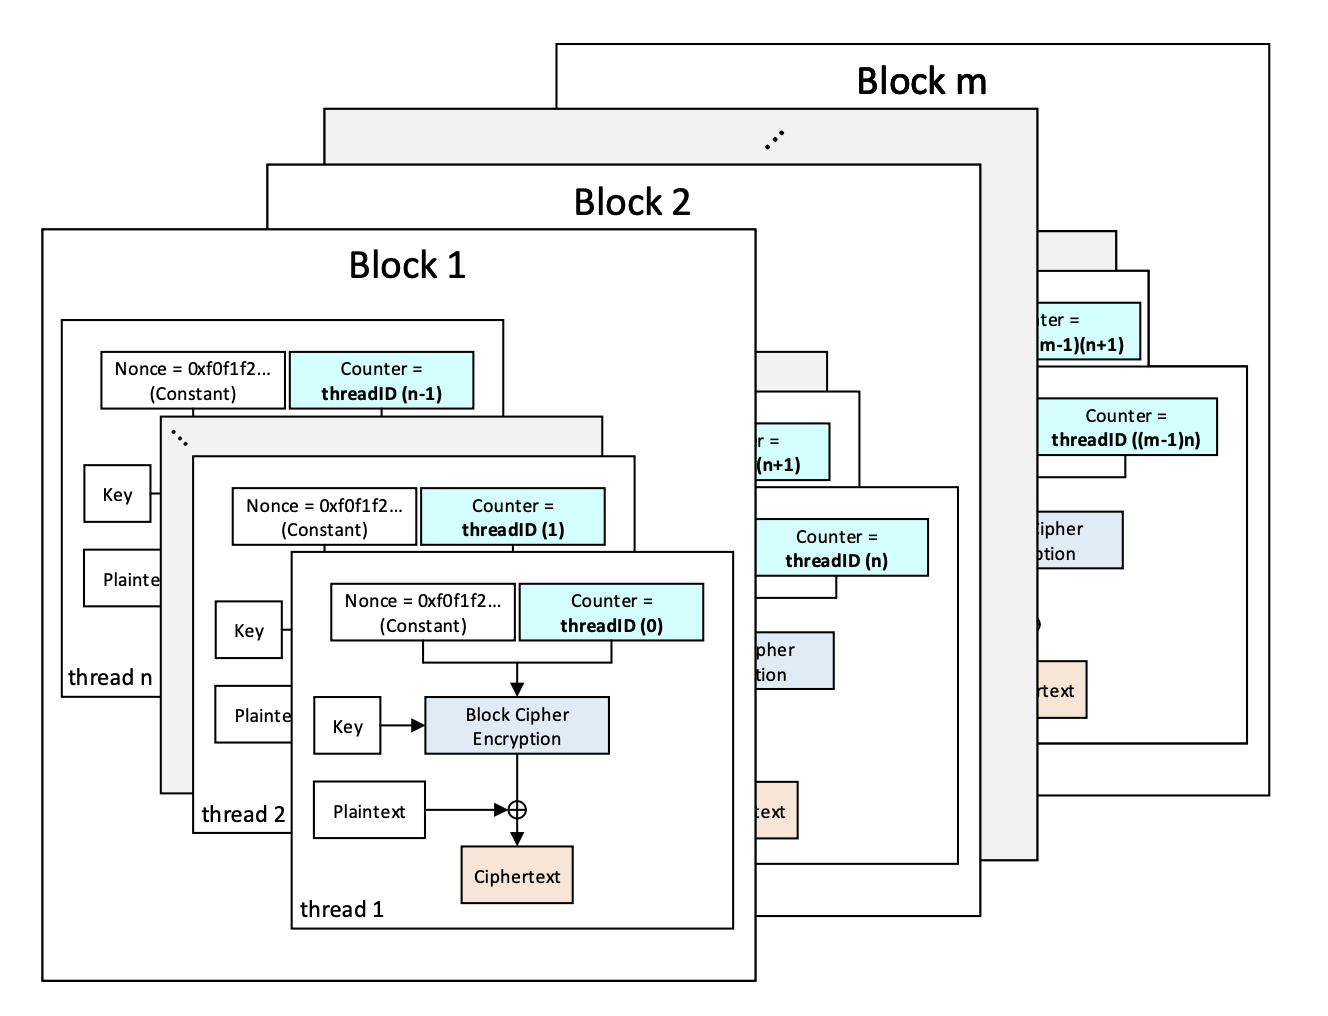 Block m
Block 2
Block 1
Nonce = 0xf0f1f2...
(Constant)
Counter =
threadID (n-1)
Key
Plainte
thread n
Nonce = 0xf0f1f2...
(Constant)
Counter =
threadID (1)
Key
Plainte
thread 2
Nonce = 0xf0f1f2...
(Constant)
Counter =
threadID (0)
Key
Block Cipher
Encryption
Plaintext
Ciphertext
thread 1
r =
(n+1)
Counter =
threadID (n)
pher
tion
text
ter =
m-1)(n+1)
Counter =
threadID ((m-1)n)
Cipher
ption
rtext